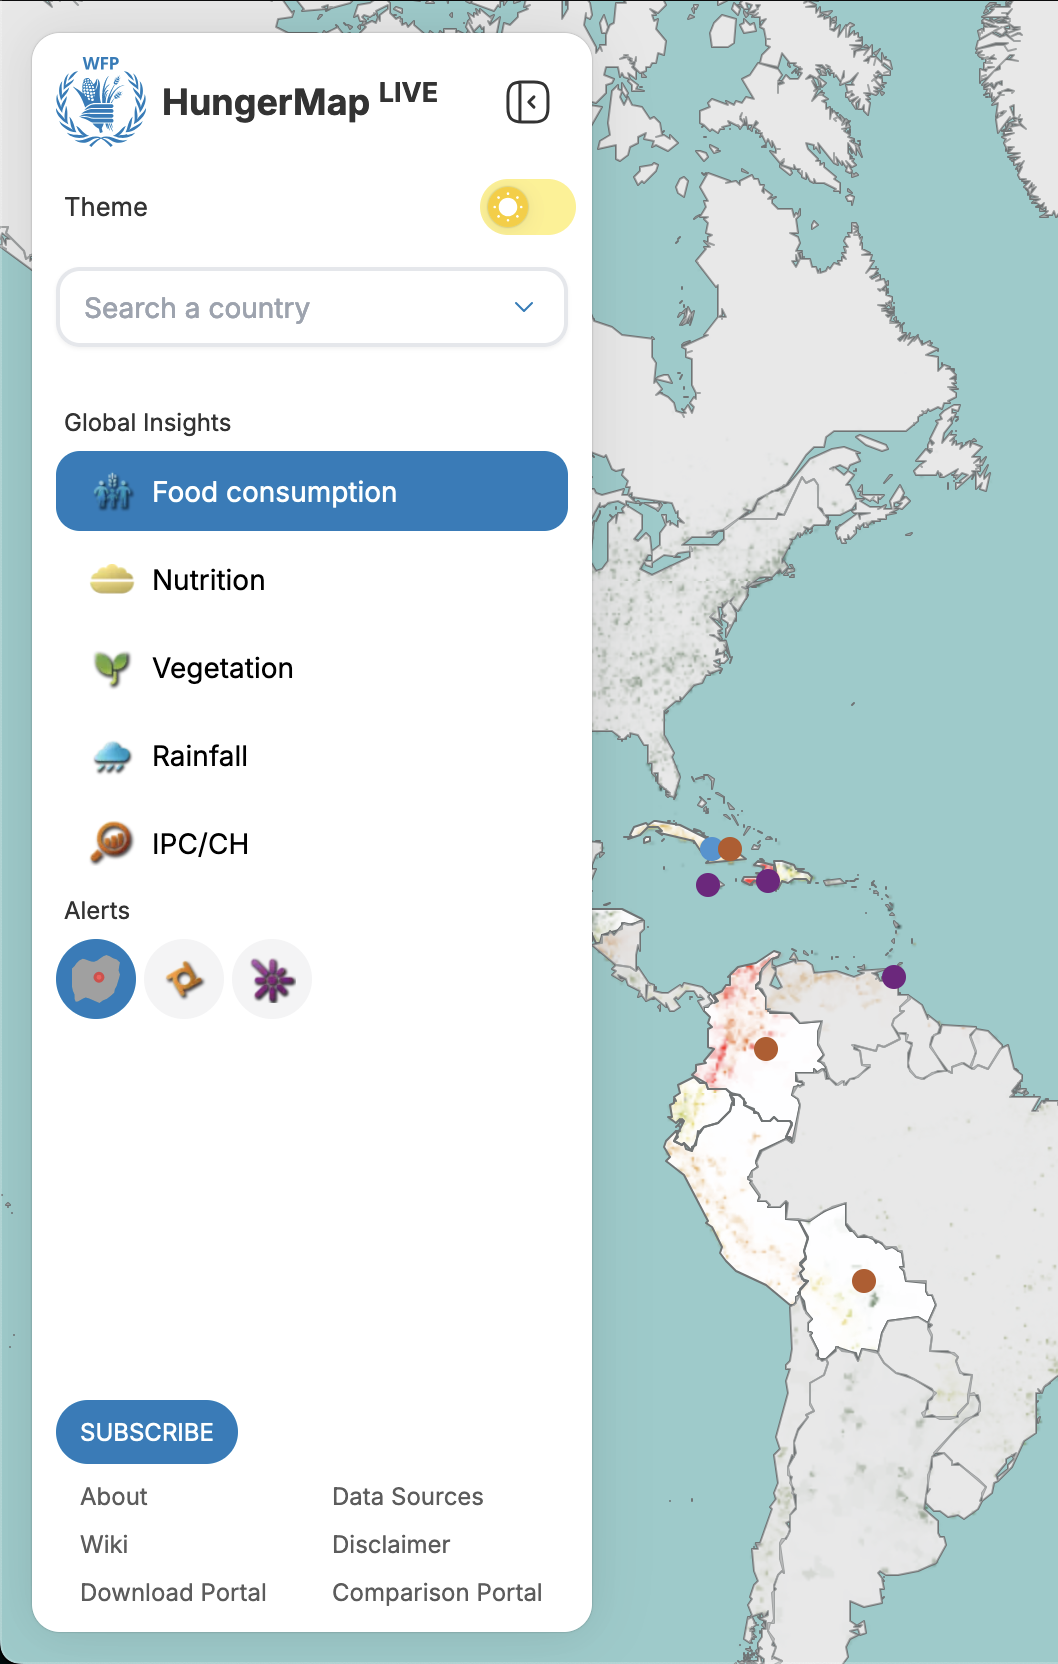 WFP
HungerMap LIVE
Theme
Search a country
Global Insights
Food consumption
Nutrition
Vegetation
Rainfall
IPC/CH
Alerts
SUBSCRIBE
About
Data Sources
Wiki
Disclaimer
Download Portal
Comparison Portal